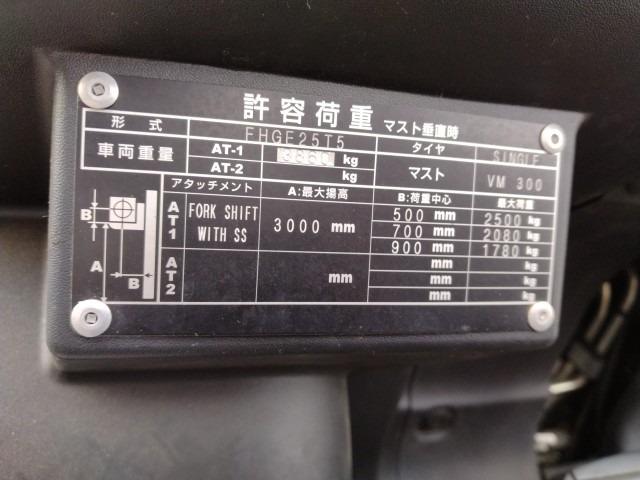 許容荷重 マスト垂直時
形式 FHGE25T5 タイヤ SINGLE
車両重量 AT-1 3860 kg マスト VM 300
AT-2 kg
アタッチメント A:最大揚高 B:荷重中心 最大荷重
AT1 FORK SHIFT WITH SS 3000 mm 500 mm 2500 kg
700 mm 2080 kg
900 mm 1780 kg
AT2 mm mm kg
mm kg
mm kg
B
A
B